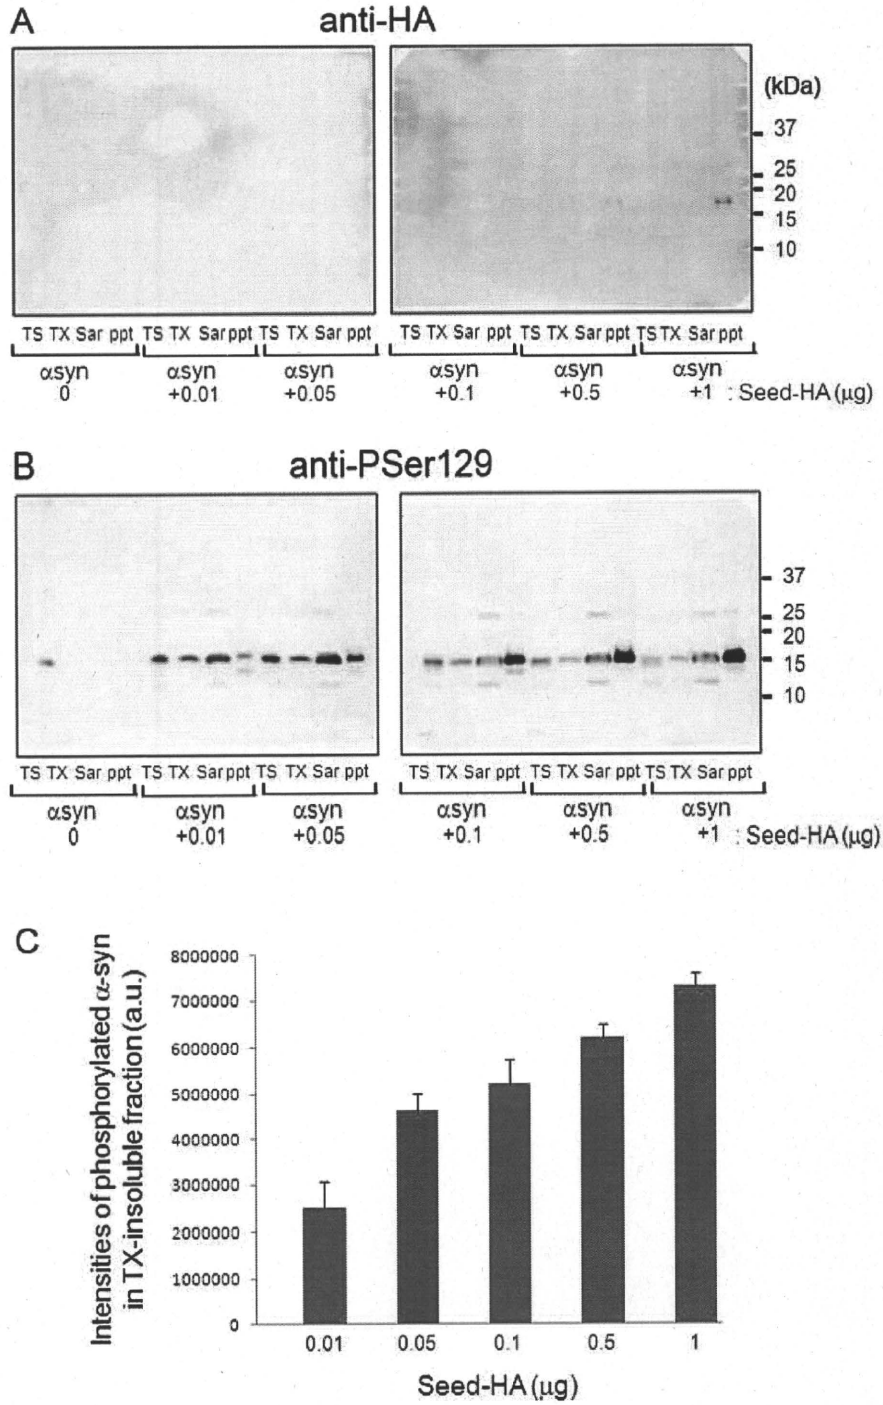 A
anti-HA
(kDa)
37
25
20
15
10
TS TX Sar ppt TS TX Sar ppt TS TX Sar ppt TS TX Sar ppt TS TX Sar ppt TS TX Sar ppt
αsyn αsyn αsyn αsyn αsyn αsyn
0 +0.01 +0.05 +0.1 +0.5 +1 : Seed-HA (μg)
B
anti-PSer129
37
25
20
15
10
TS TX Sar ppt TS TX Sar ppt TS TX Sar ppt TS TX Sar ppt TS TX Sar ppt TS TX Sar ppt
αsyn αsyn αsyn αsyn αsyn αsyn
0 +0.01 +0.05 +0.1 +0.5 +1 : Seed-HA (μg)
C
Intensities of phosphorylated α-syn
in TX-insoluble fraction (a.u.)
8000000
7000000
6000000
5000000
4000000
3000000
2000000
1000000
0
0.01 0.05 0.1 0.5 1
Seed-HA (μg)